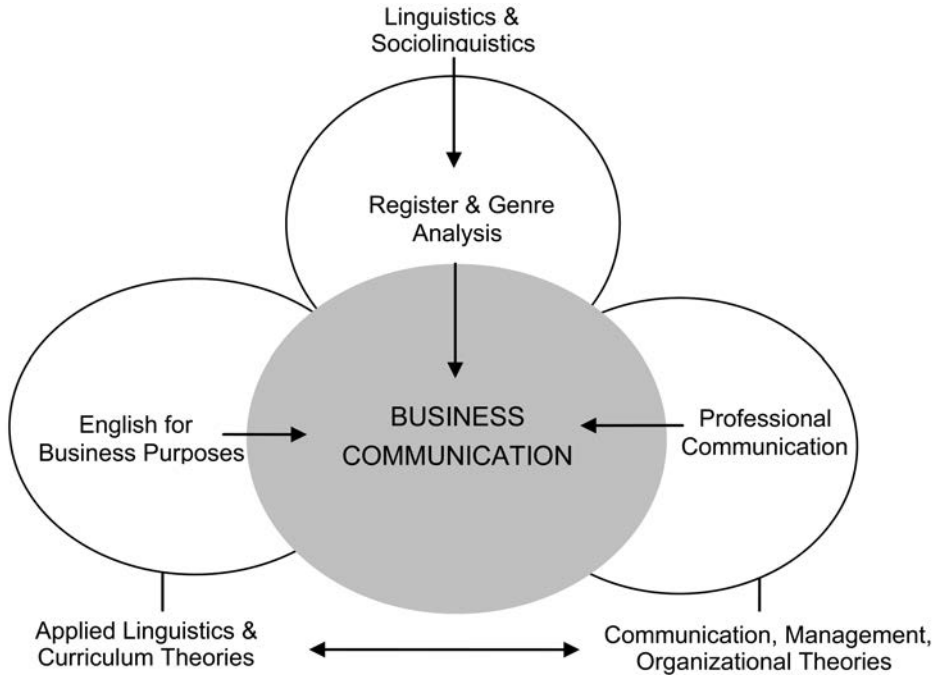 Linguistics &
Sociolinguistics
Register & Genre
Analysis
BUSINESS
COMMUNICATION
English for
Business Purposes
Professional
Communication
Applied Linguistics &
Curriculum Theories
Communication, Management,
Organizational Theories